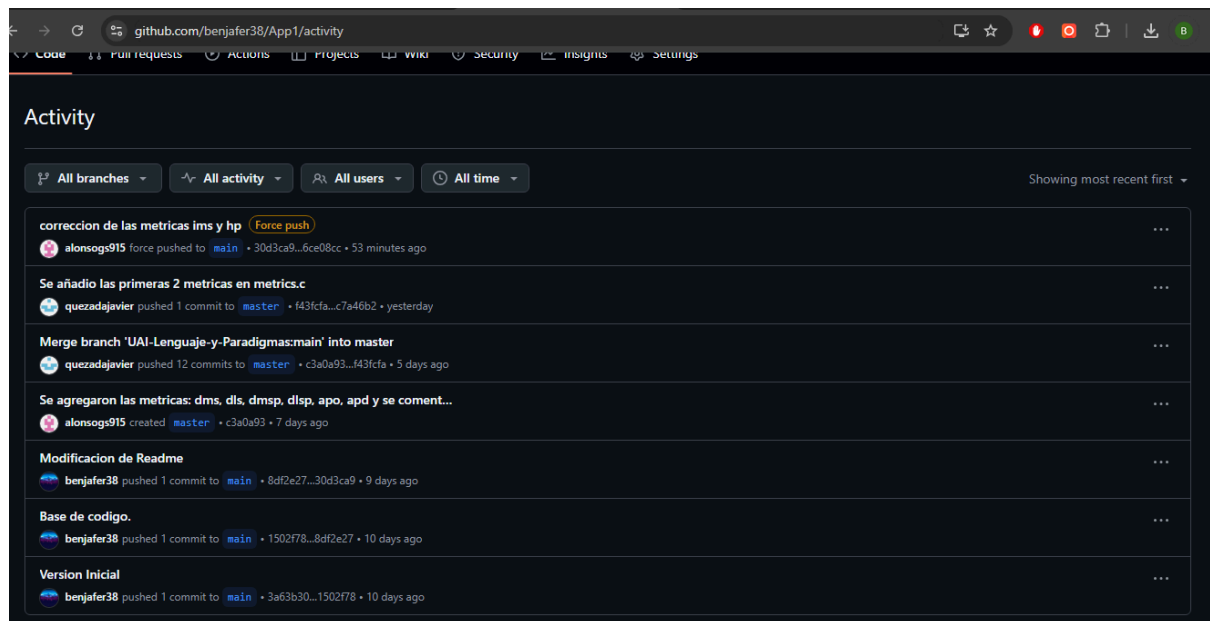 github.com/benjafer38/App1/activity
B
Code Pull requests Actions Projects Wiki Security Insights Settings
Activity
All branches All activity All users All time Showing most recent first
correccion de las metricas ims y hp Force push
alonsogs915 force pushed to main • 30d3ca9...6ce08cc • 53 minutes ago
Se añadio las primeras 2 metricas en metrics.c
quezadajavier pushed 1 commit to master • f43fcfa...c7a46b2 • yesterday
Merge branch 'UAI-Lenguaje-y-Paradigmas:main' into master
quezadajavier pushed 12 commits to master • c3a0a93...f43fcfa • 5 days ago
Se agregaron las metricas: dms, dls, dmsp, dlsp, apo, apd y se coment...
alonsogs915 created master • c3a0a93 • 7 days ago
Modificacion de Readme
benjafer38 pushed 1 commit to main • 8df2e27...30d3ca9 • 9 days ago
Base de codigo.
benjafer38 pushed 1 commit to main • 1502f78...8df2e27 • 10 days ago
Version Inicial
benjafer38 pushed 1 commit to main • 3a63b30...1502f78 • 10 days ago